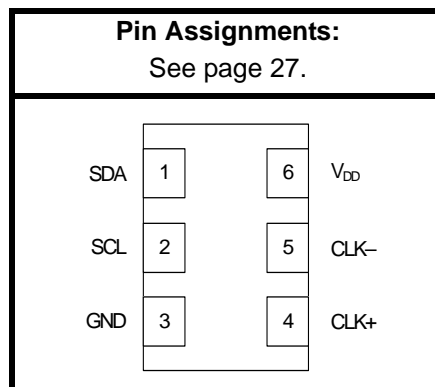 Pin Assignments:
See page 27.
SDA 1 6 VDD
SCL 2 5 CLK–
GND 3 4 CLK+